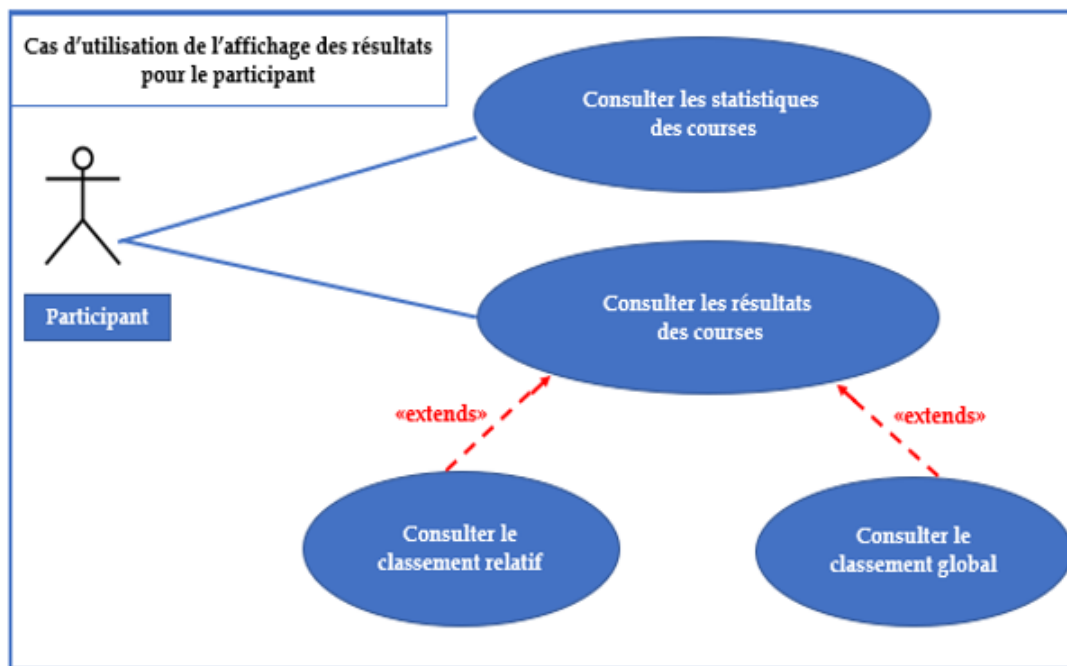 Cas d'utilisation de l'affichage des résultats
pour le participant
Consulter les statistiques
des courses
Participant
Consulter les résultats
des courses
«extends»
«extends»
Consulter le
classement relatif
Consulter le
classement global